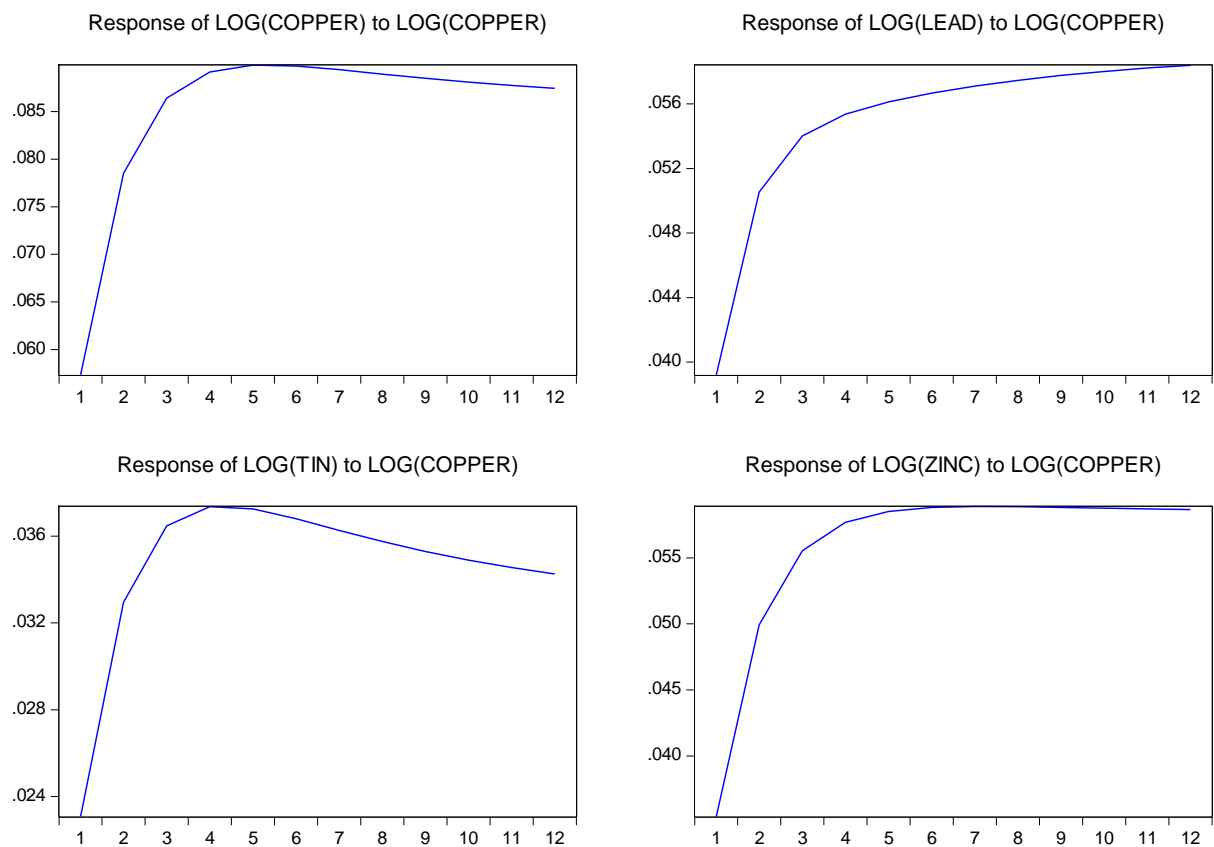 Response of LOG(COPPER) to LOG(COPPER)
.085
.080
.075
.070
.065
.060
1 2 3 4 5 6 7 8 9 10 11 12
Response of LOG(LEAD) to LOG(COPPER)
.056
.052
.048
.044
.040
1 2 3 4 5 6 7 8 9 10 11 12
Response of LOG(TIN) to LOG(COPPER)
.036
.032
.028
.024
1 2 3 4 5 6 7 8 9 10 11 12
Response of LOG(ZINC) to LOG(COPPER)
.055
.050
.045
.040
1 2 3 4 5 6 7 8 9 10 11 12